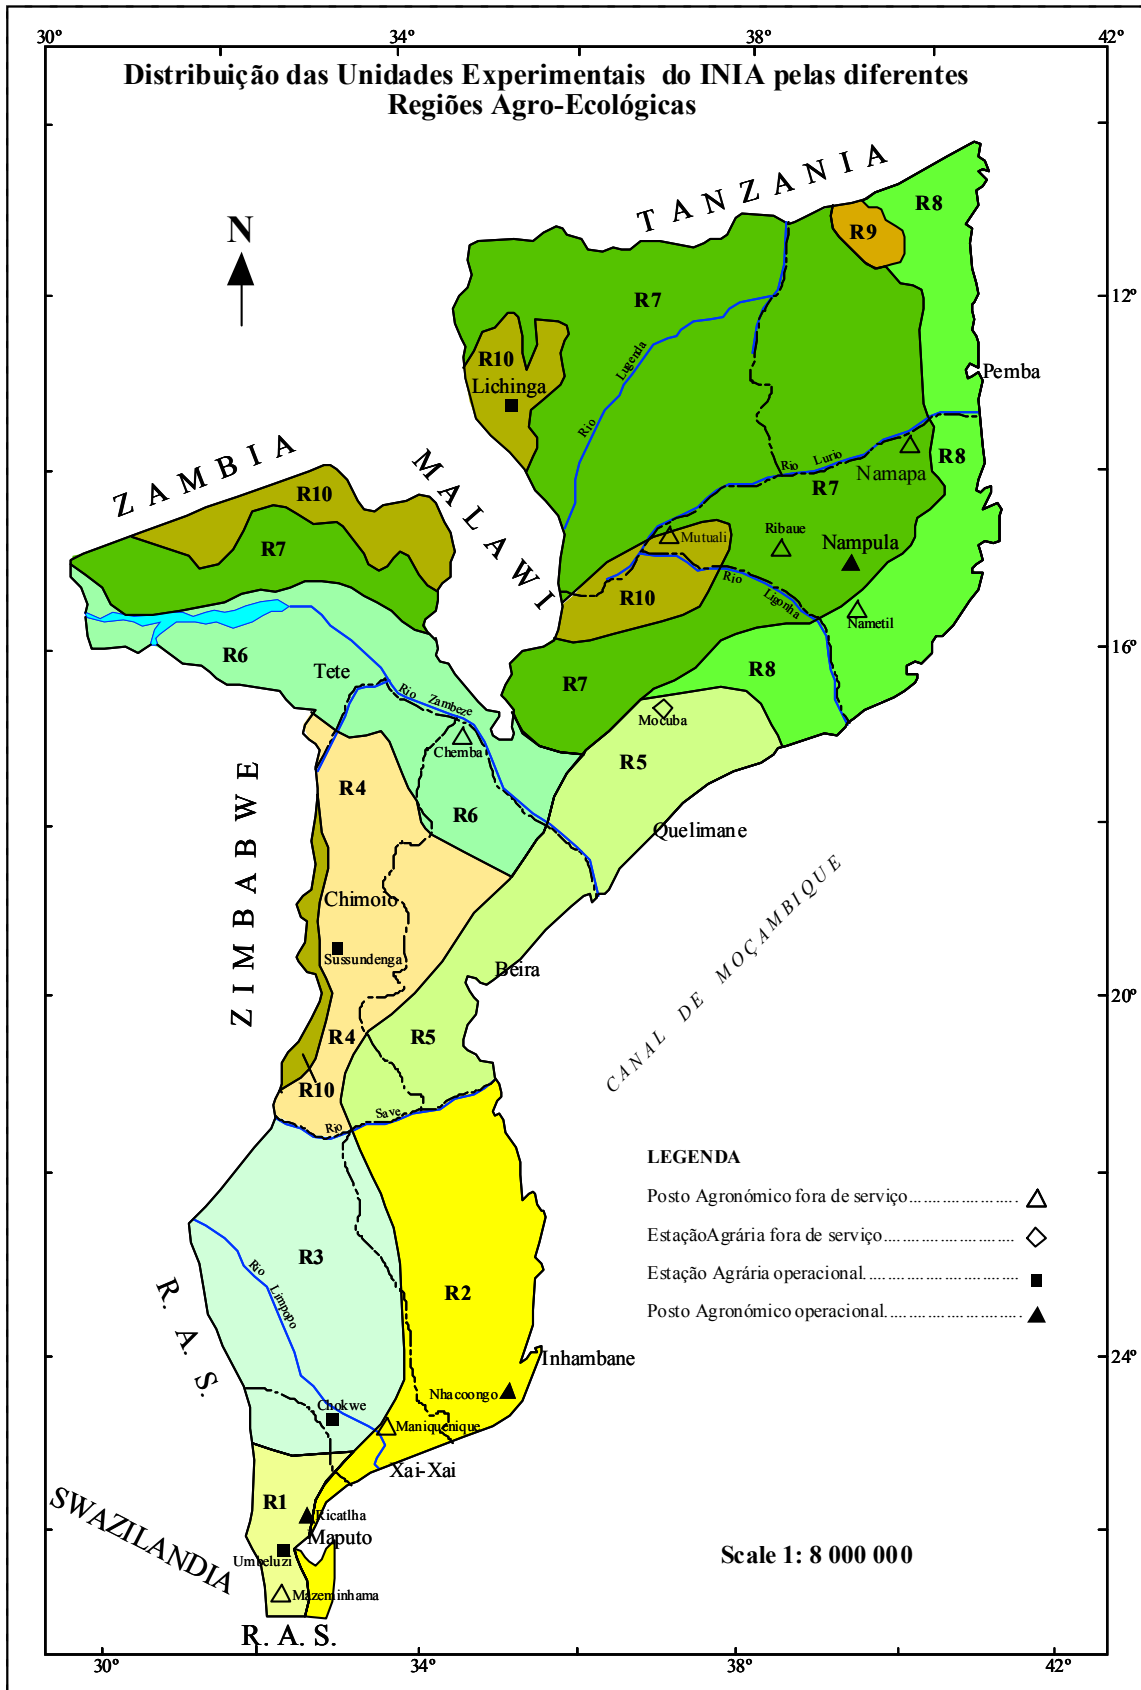 30º 34º 38º 42º
Distribuição das Unidades Experimentais do INIA pelas diferentes
Regiões Agro-Ecológicas
TANZANIA
R8
R9
N
12º
R7
Lugenda
Rio
R10
Lichinga
Pemba
ZAMBIA
MALAWI
R10
R7
Rio Lurio
R8
Namapa
R7
Mutuali
Ribaue
Nampula
R10
Rio
Ligonha
Nametil
16º
R6
Tete
Rio Zambeze
R7
R8
Mocuba
Chemba
R5
R4
R6
Quelimane
ZIMBABWE
Chimoio
Sussundenga
Beira
CANAL DE MOÇAMBIQUE
20º
R4
R5
R10
Rio Save
LEGENDA
Posto Agronómico fora de serviço
EstaçãoAgrária fora de serviço
Estação Agrária operacional
Posto Agronómico operacional
R3
Rio Limpopo
R2
R. A. S.
24º
Inhambane
Nhacoongo
Chokwe
Maniquenique
Xai-Xai
R1
Ricatlha
Maputo
SWAZILANDIA
Umbeluzi
Mazeminhama
Scale 1: 8 000 000
R. A. S.
30º 34º 38º 42º